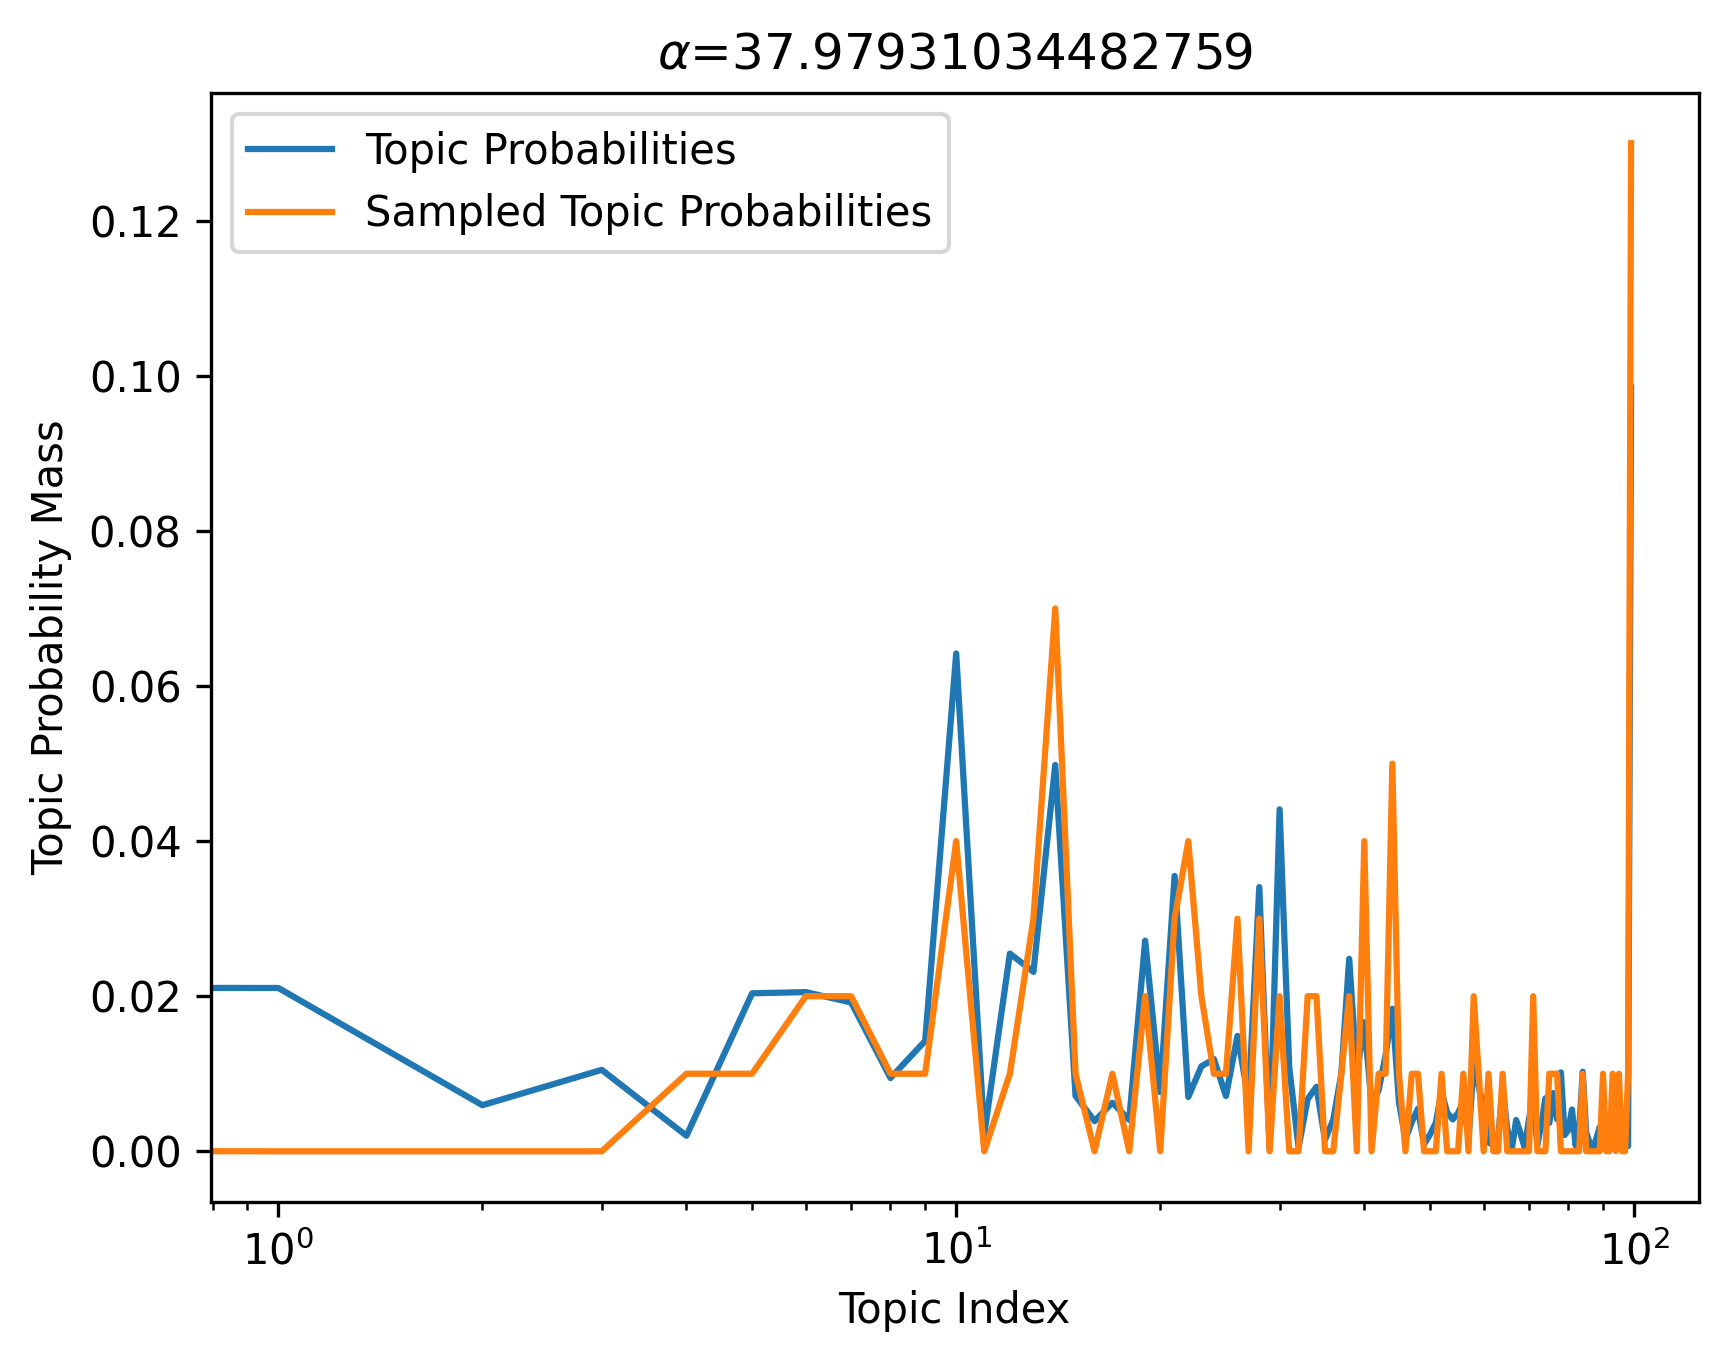 α=37.97931034482759
Topic Probabilities
Sampled Topic Probabilities
0.12
0.10
0.08
0.06
0.04
0.02
0.00
Topic Probability Mass
10⁰ 10¹ 10²
Topic Index